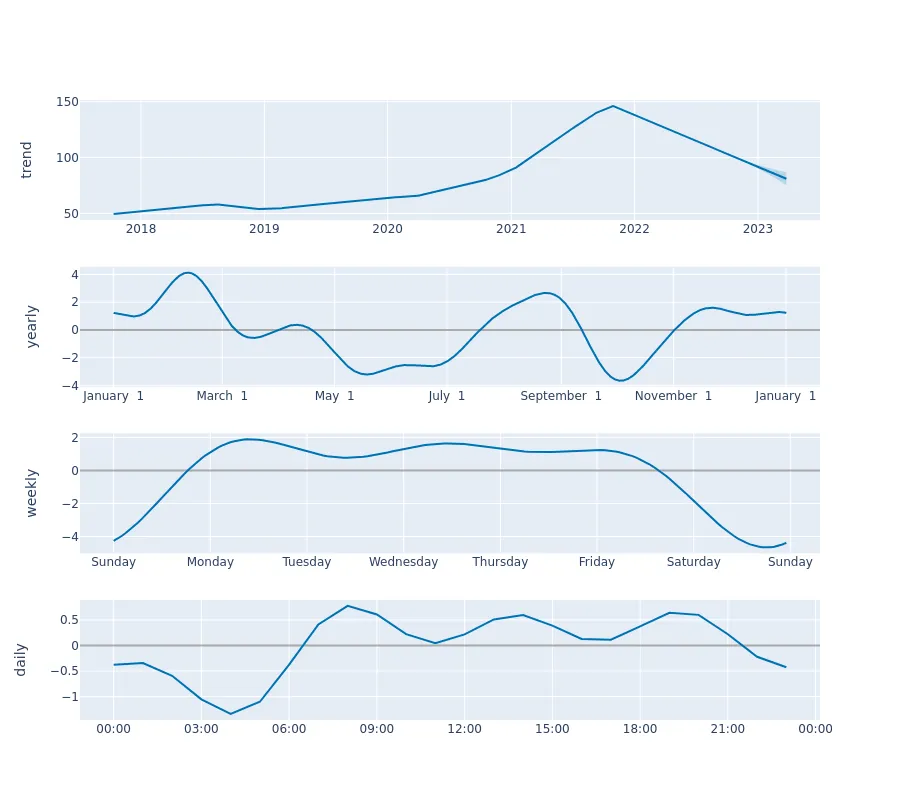 trend
150
100
50
2018 2019 2020 2021 2022 2023
yearly
4
2
0
−2
−4
January 1 March 1 May 1 July 1 September 1 November 1 January 1
weekly
2
0
−2
−4
Sunday Monday Tuesday Wednesday Thursday Friday Saturday Sunday
daily
0.5
0
−0.5
−1
00:00 03:00 06:00 09:00 12:00 15:00 18:00 21:00 00:00